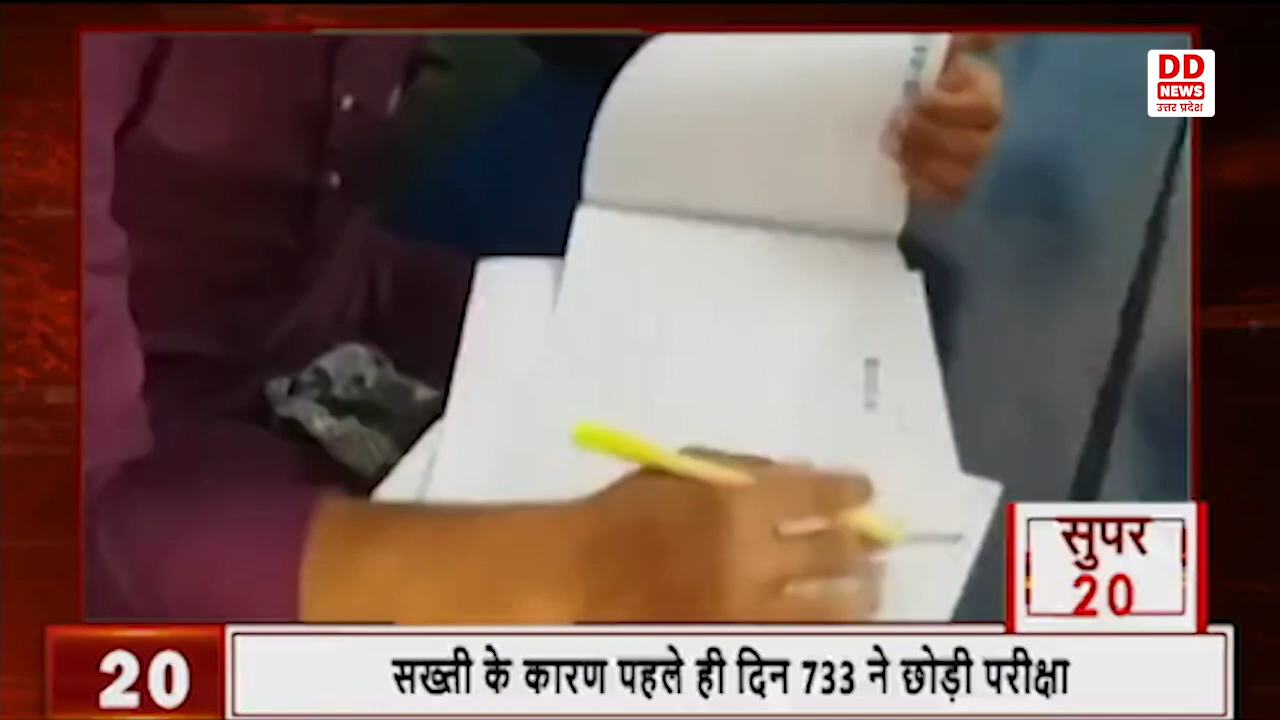 DD
NEWS
उत्तर प्रदेश
सुपर
20
20
सख्ती के कारण पहले ही दिन 733 ने छोड़ी परीक्षा